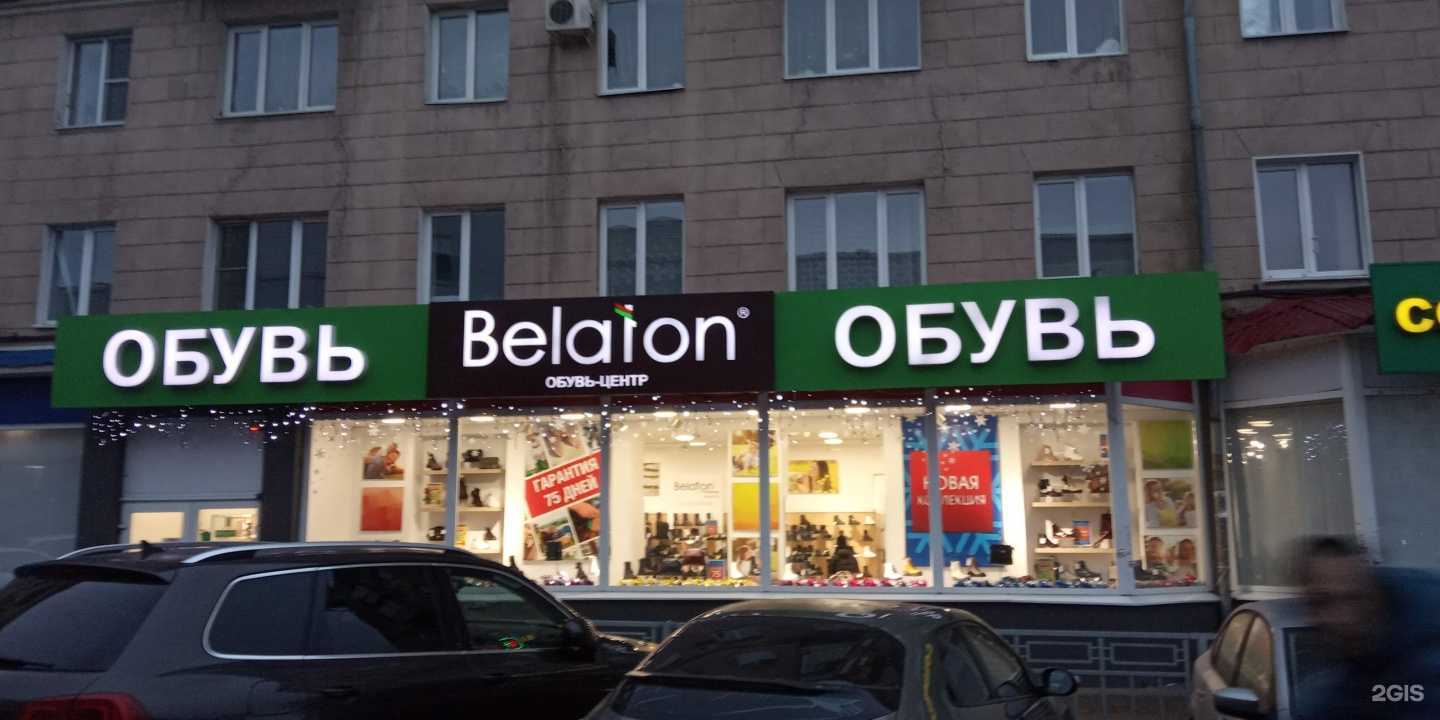 ОБУВЬ
Belaton®
ОБУВЬ-ЦЕНТР
ОБУВЬ
ГАРАНТИЯ
75 ДНЕЙ
Belaton
НОВАЯ
КОЛЛЕКЦИЯ
2GIS